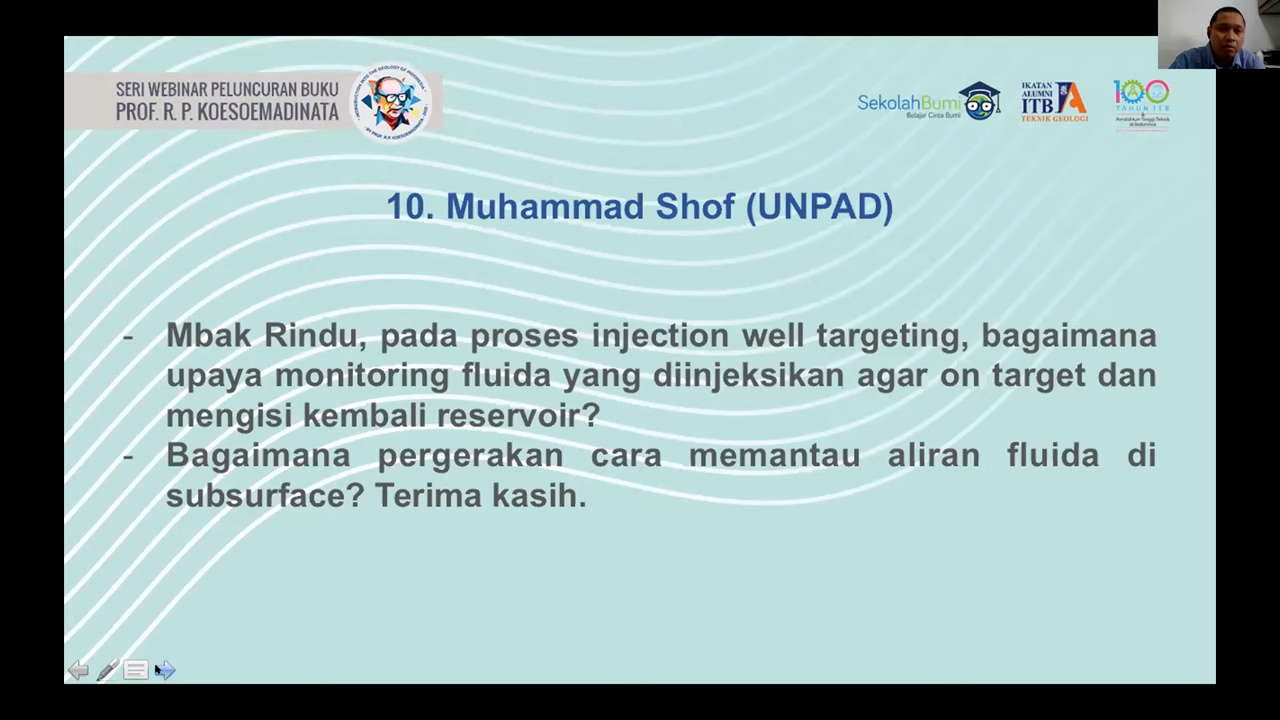 SERI WEBINAR PELUNCURAN BUKU
PROF. R. P. KOESOEMADINATA
SekolahBumi
Belajar Cinta Bumi
IKATAN
ALUMNI
ITB
TEKNIK GEOLOGI
100
TAHUN ITB
&
Pendidikan Tinggi Teknik
di Indonesia
10. Muhammad Shof (UNPAD)
- Mbak Rindu, pada proses injection well targeting, bagaimana
upaya monitoring fluida yang diinjeksikan agar on target dan
mengisi kembali reservoir?
- Bagaimana pergerakan cara memantau aliran fluida di
subsurface? Terima kasih.